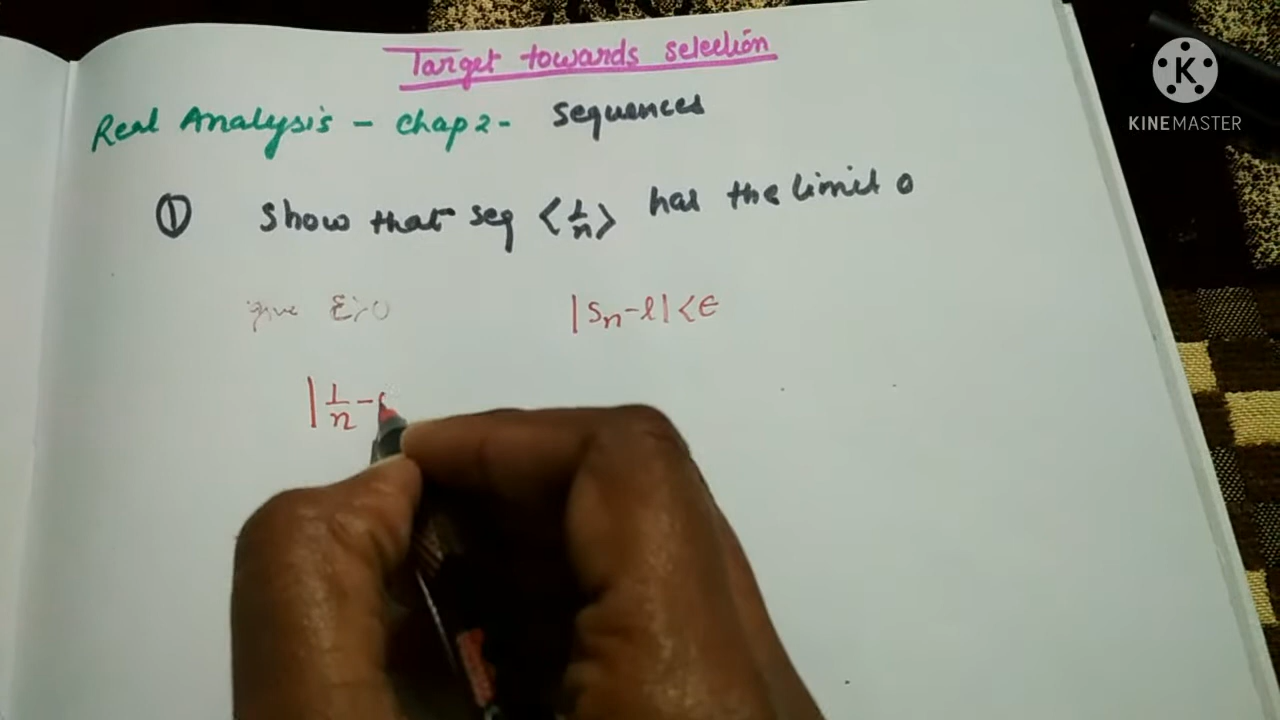 Target towards selection
KINEMASTER
Real Analysis - Chap 2 - Sequences
① Show that seq <1/n> has the limit 0
give ε>0 |Sn-l|<ε
|1/n -